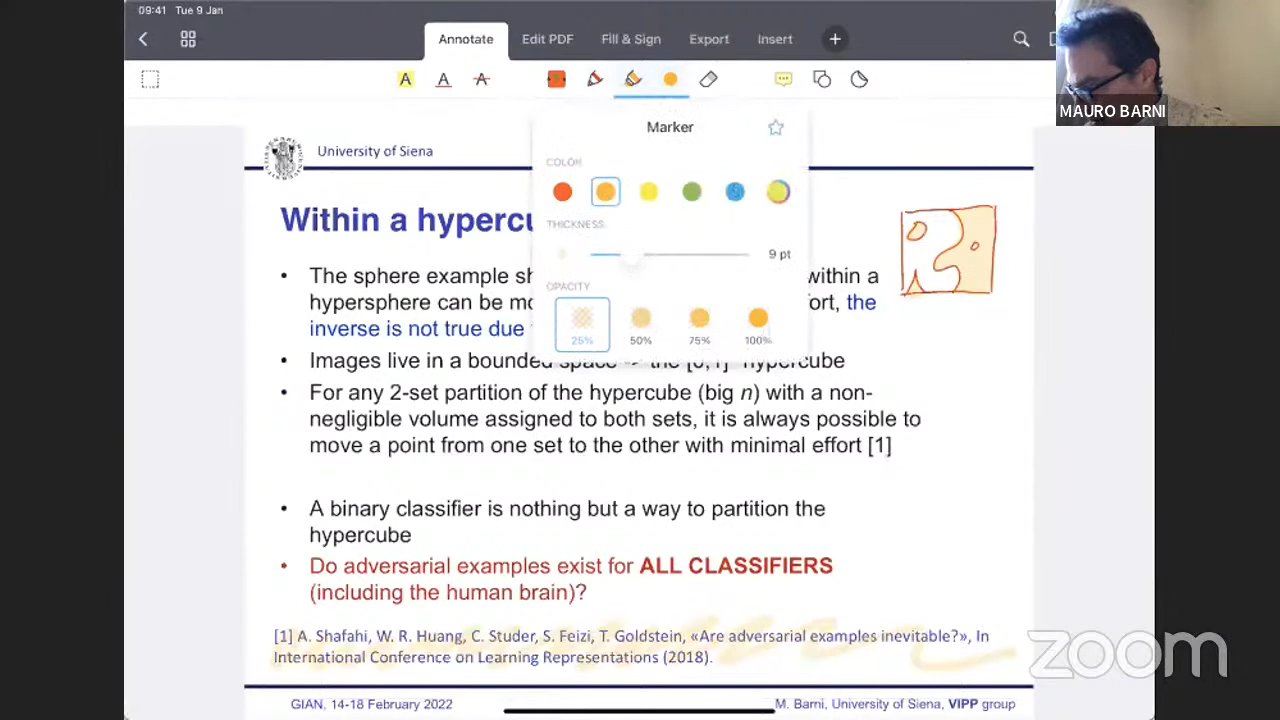 09:41 Tue 9 Jan
Annotate Edit PDF Fill & Sign Export Insert
MAURO BARNI
Marker
COLOR
THICKNESS
9 pt
OPACITY
25% 50% 75% 100%
University of Siena
Within a hypercu
• The sphere example sh within a
hypersphere can be mo ort, the
inverse is not true due
• Images live in a bounded space -> the [0,1] hypercube
• For any 2-set partition of the hypercube (big n) with a non-
negligible volume assigned to both sets, it is always possible to
move a point from one set to the other with minimal effort [1]
• A binary classifier is nothing but a way to partition the
hypercube
• Do adversarial examples exist for ALL CLASSIFIERS
(including the human brain)?
[1] A. Shafahi, W. R. Huang, C. Studer, S. Feizi, T. Goldstein, «Are adversarial examples inevitable?», In
International Conference on Learning Representations (2018).
GIAN, 14-18 February 2022
M. Barni, University of Siena, VIPP group
zoom